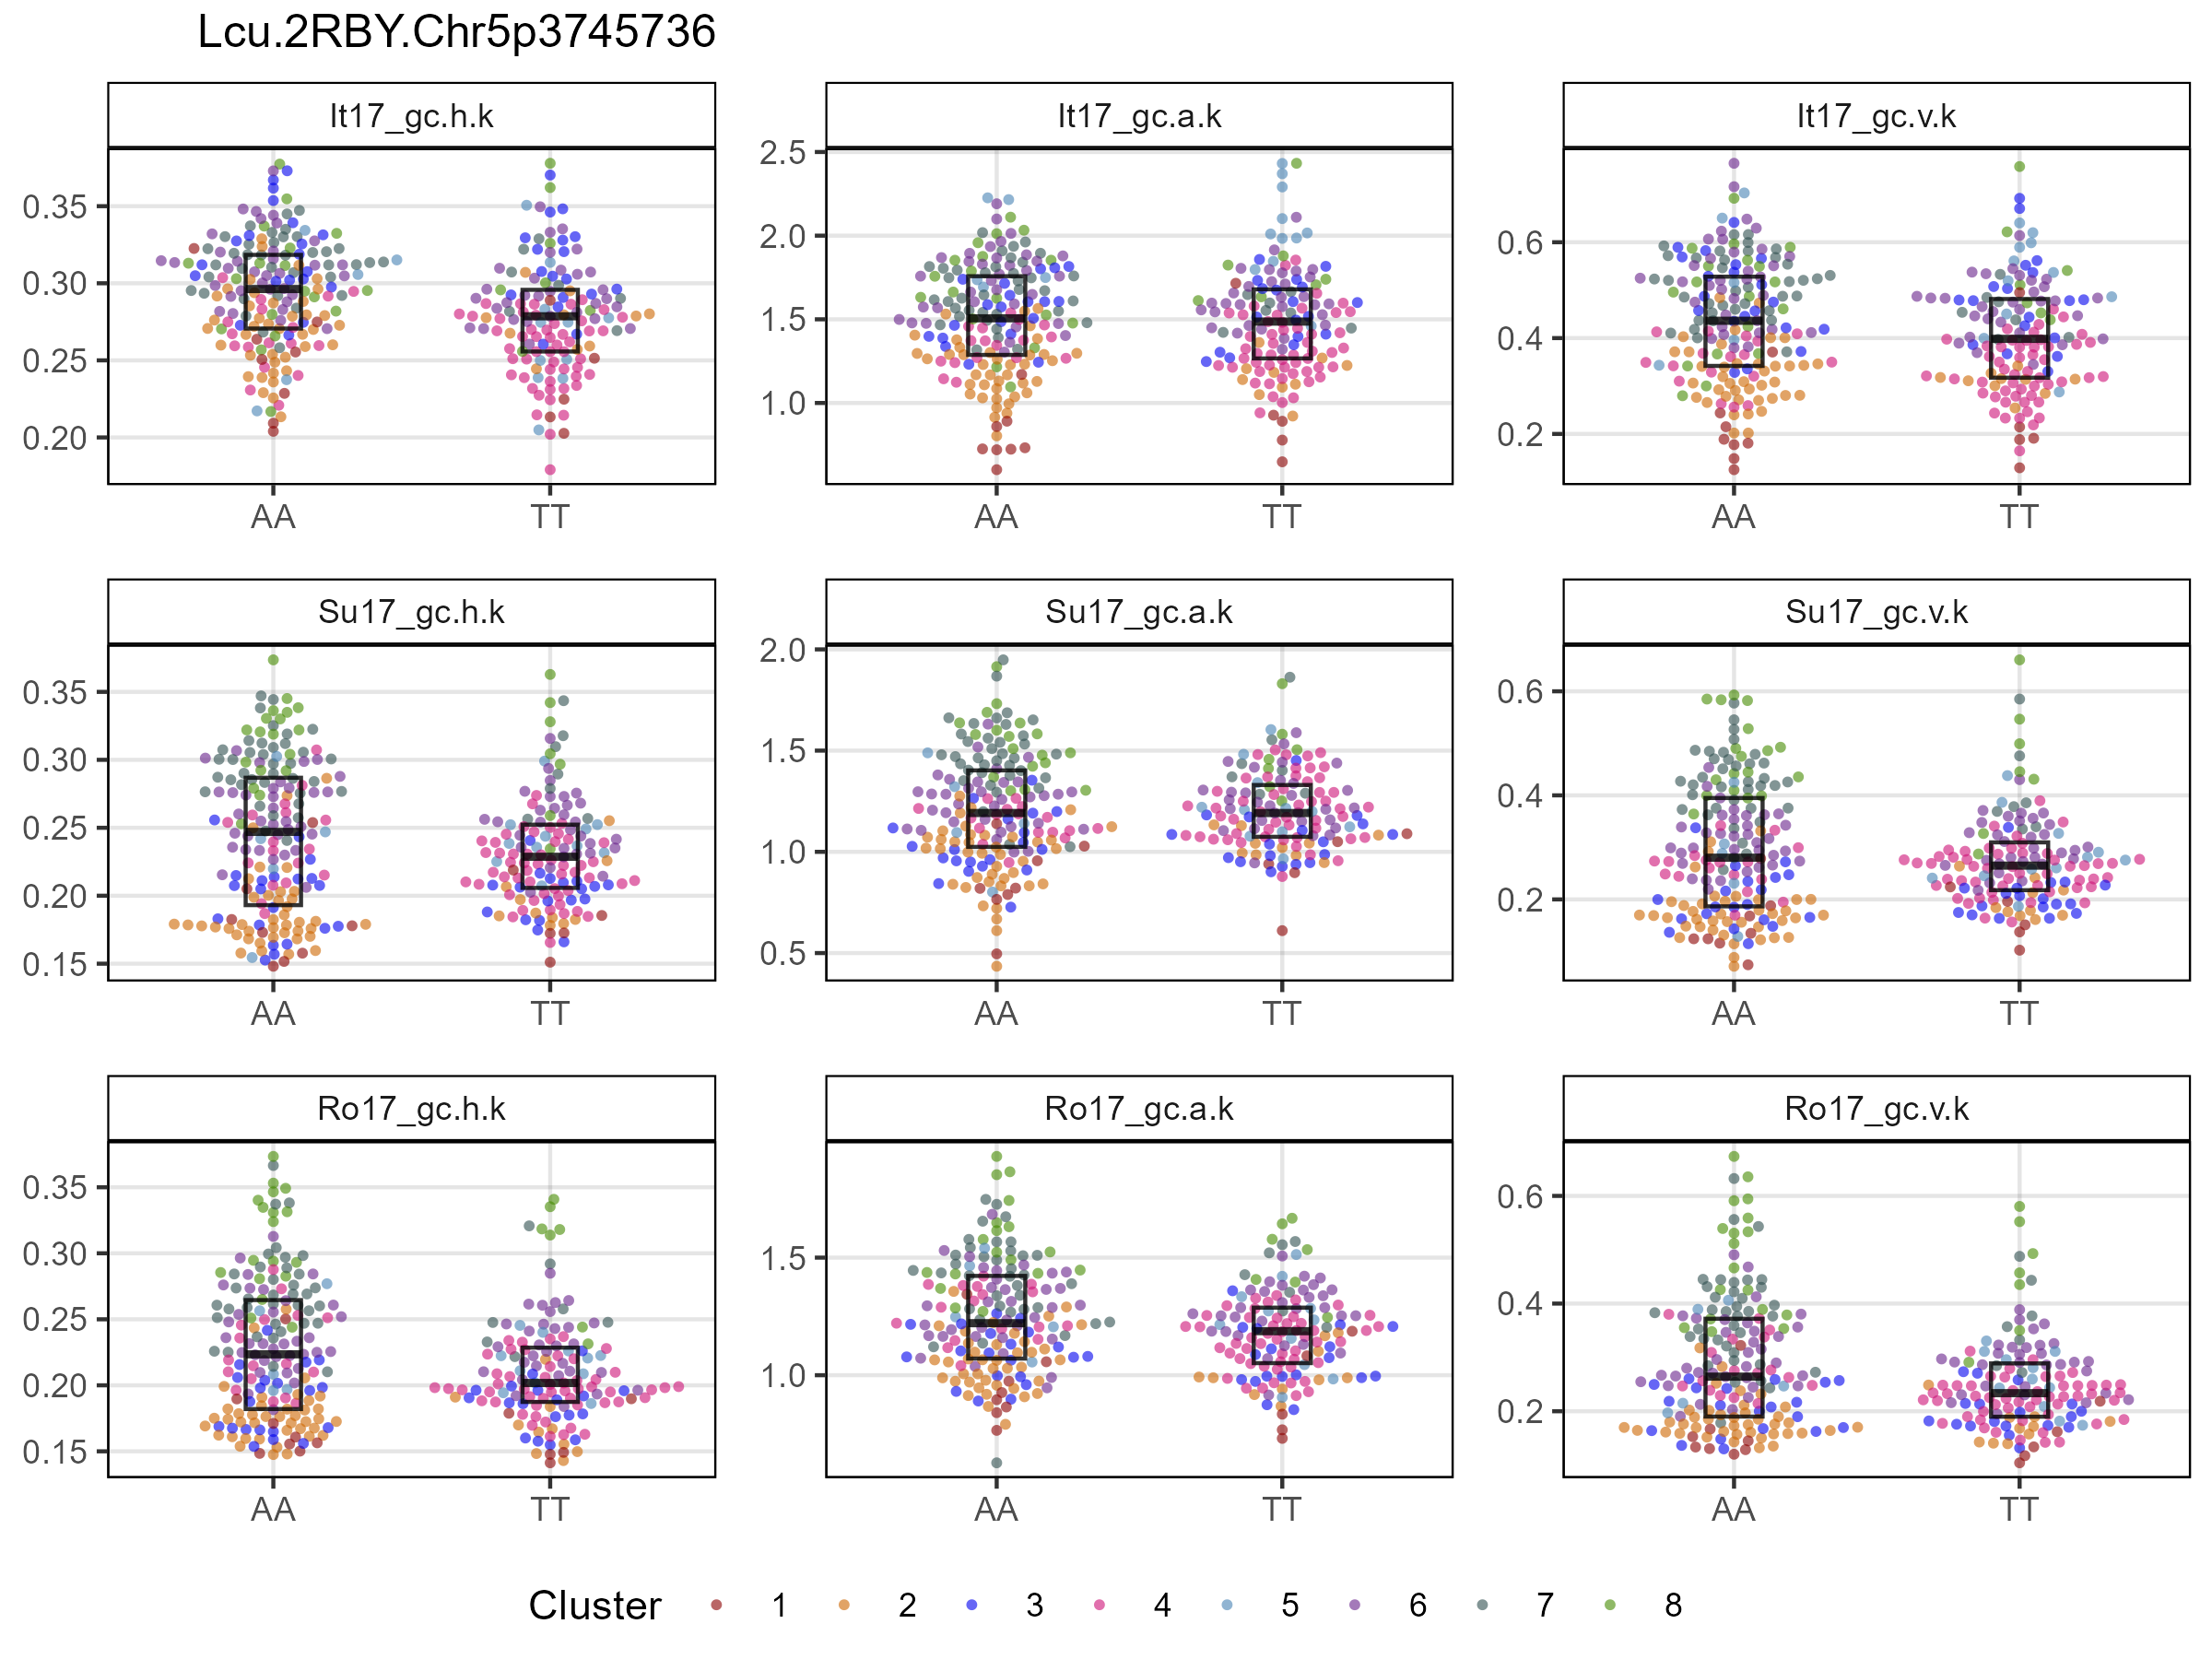 Lcu.2RBY.Chr5p3745736
It17_gc.h.k
It17_gc.a.k
It17_gc.v.k
0.35
0.30
0.25
0.20
2.5
2.0
1.5
1.0
0.6
0.4
0.2
AA TT
AA TT
AA TT
Su17_gc.h.k
Su17_gc.a.k
Su17_gc.v.k
0.35
0.30
0.25
0.20
0.15
2.0
1.5
1.0
0.5
0.6
0.4
0.2
AA TT
AA TT
AA TT
Ro17_gc.h.k
Ro17_gc.a.k
Ro17_gc.v.k
0.35
0.30
0.25
0.20
0.15
1.5
1.0
0.6
0.4
0.2
AA TT
AA TT
AA TT
Cluster 1 2 3 4 5 6 7 8